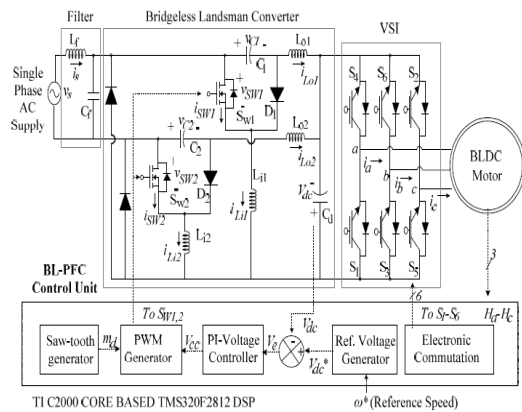 Filter
Bridgeless Landsman Converter
VSI
Single
Phase
AC
Supply
Lf
is
vs
Cf
vC1
C1
Lo1
iLo1
vSW1
iSW1
Sw1
D1
vC2
C2
Lo2
iLo2
vSW2
iSW2
Sw2
D2
Li1
iLi1
Li2
iLi2
Vdc
Cd
S4
S6
S2
a
ia
b
ib
c
ic
S1
S3
S5
BLDC
Motor
3
6
BL-PFC
Control Unit
To SW1,2
To S1-S6
Ha-Hc
Saw-tooth
generator
md
PWM
Generator
Vcc
PI-Voltage
Controller
Ve
Vdc
Vdc*
Ref. Voltage
Generator
Electronic
Commutation
TI C2000 CORE BASED TMS320F2812 DSP
ω* (Reference Speed)